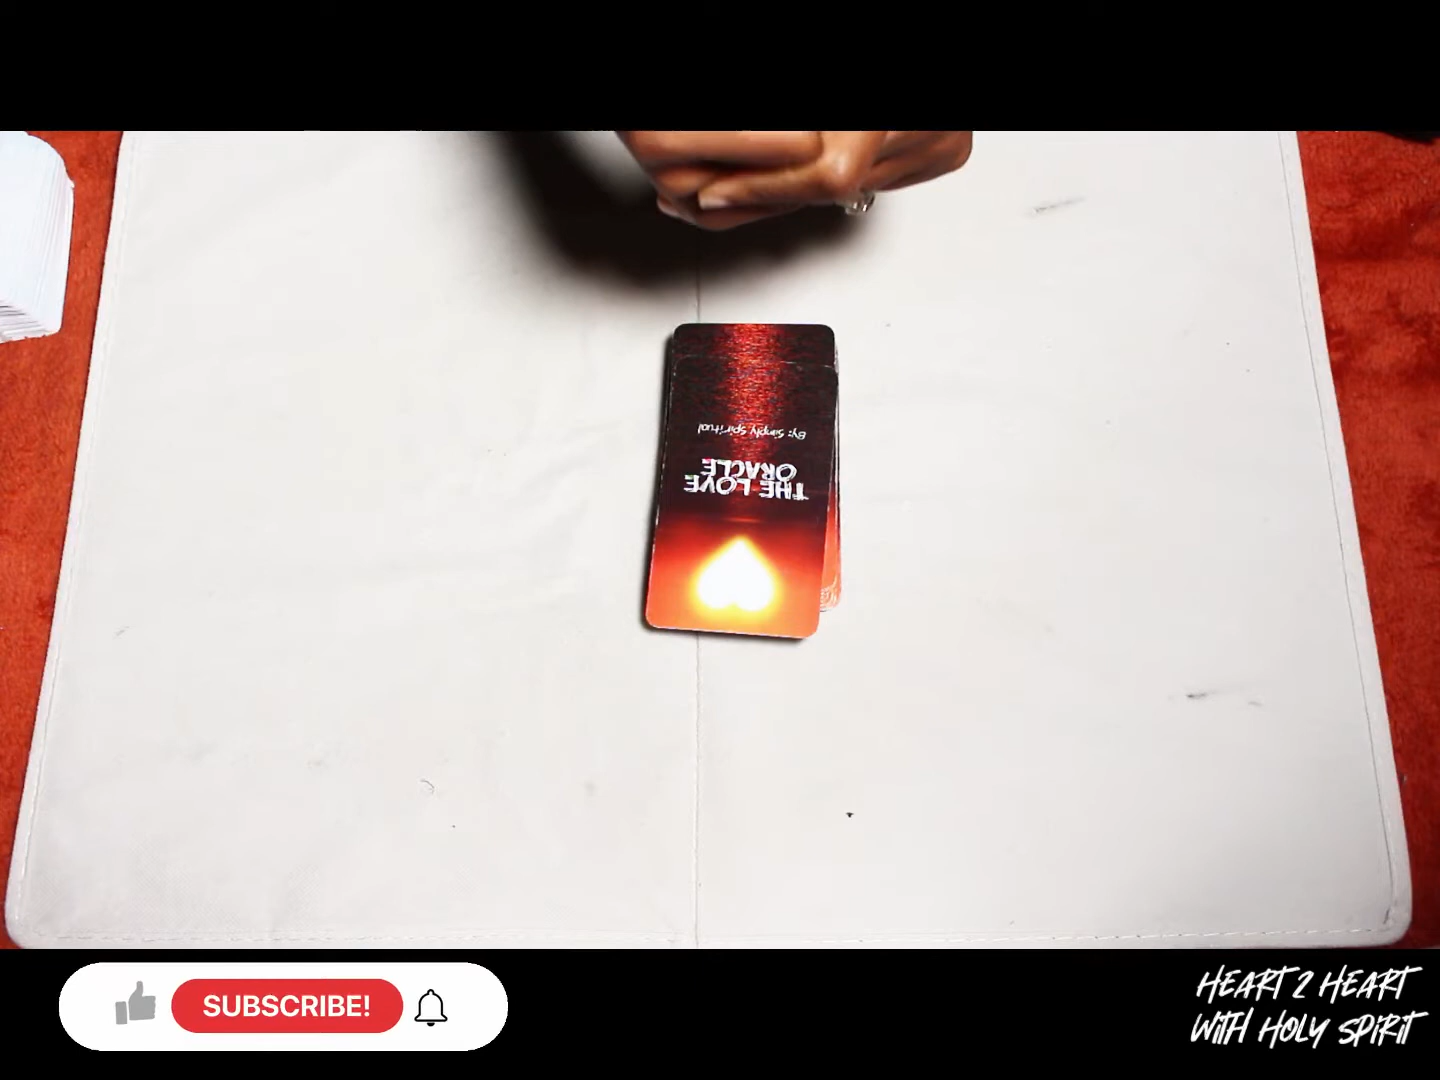 By: Simply Spiritual
THE LOVE
ORACLE
SUBSCRIBE!
HEART 2 HEART
WITH HOLY SPIRIT